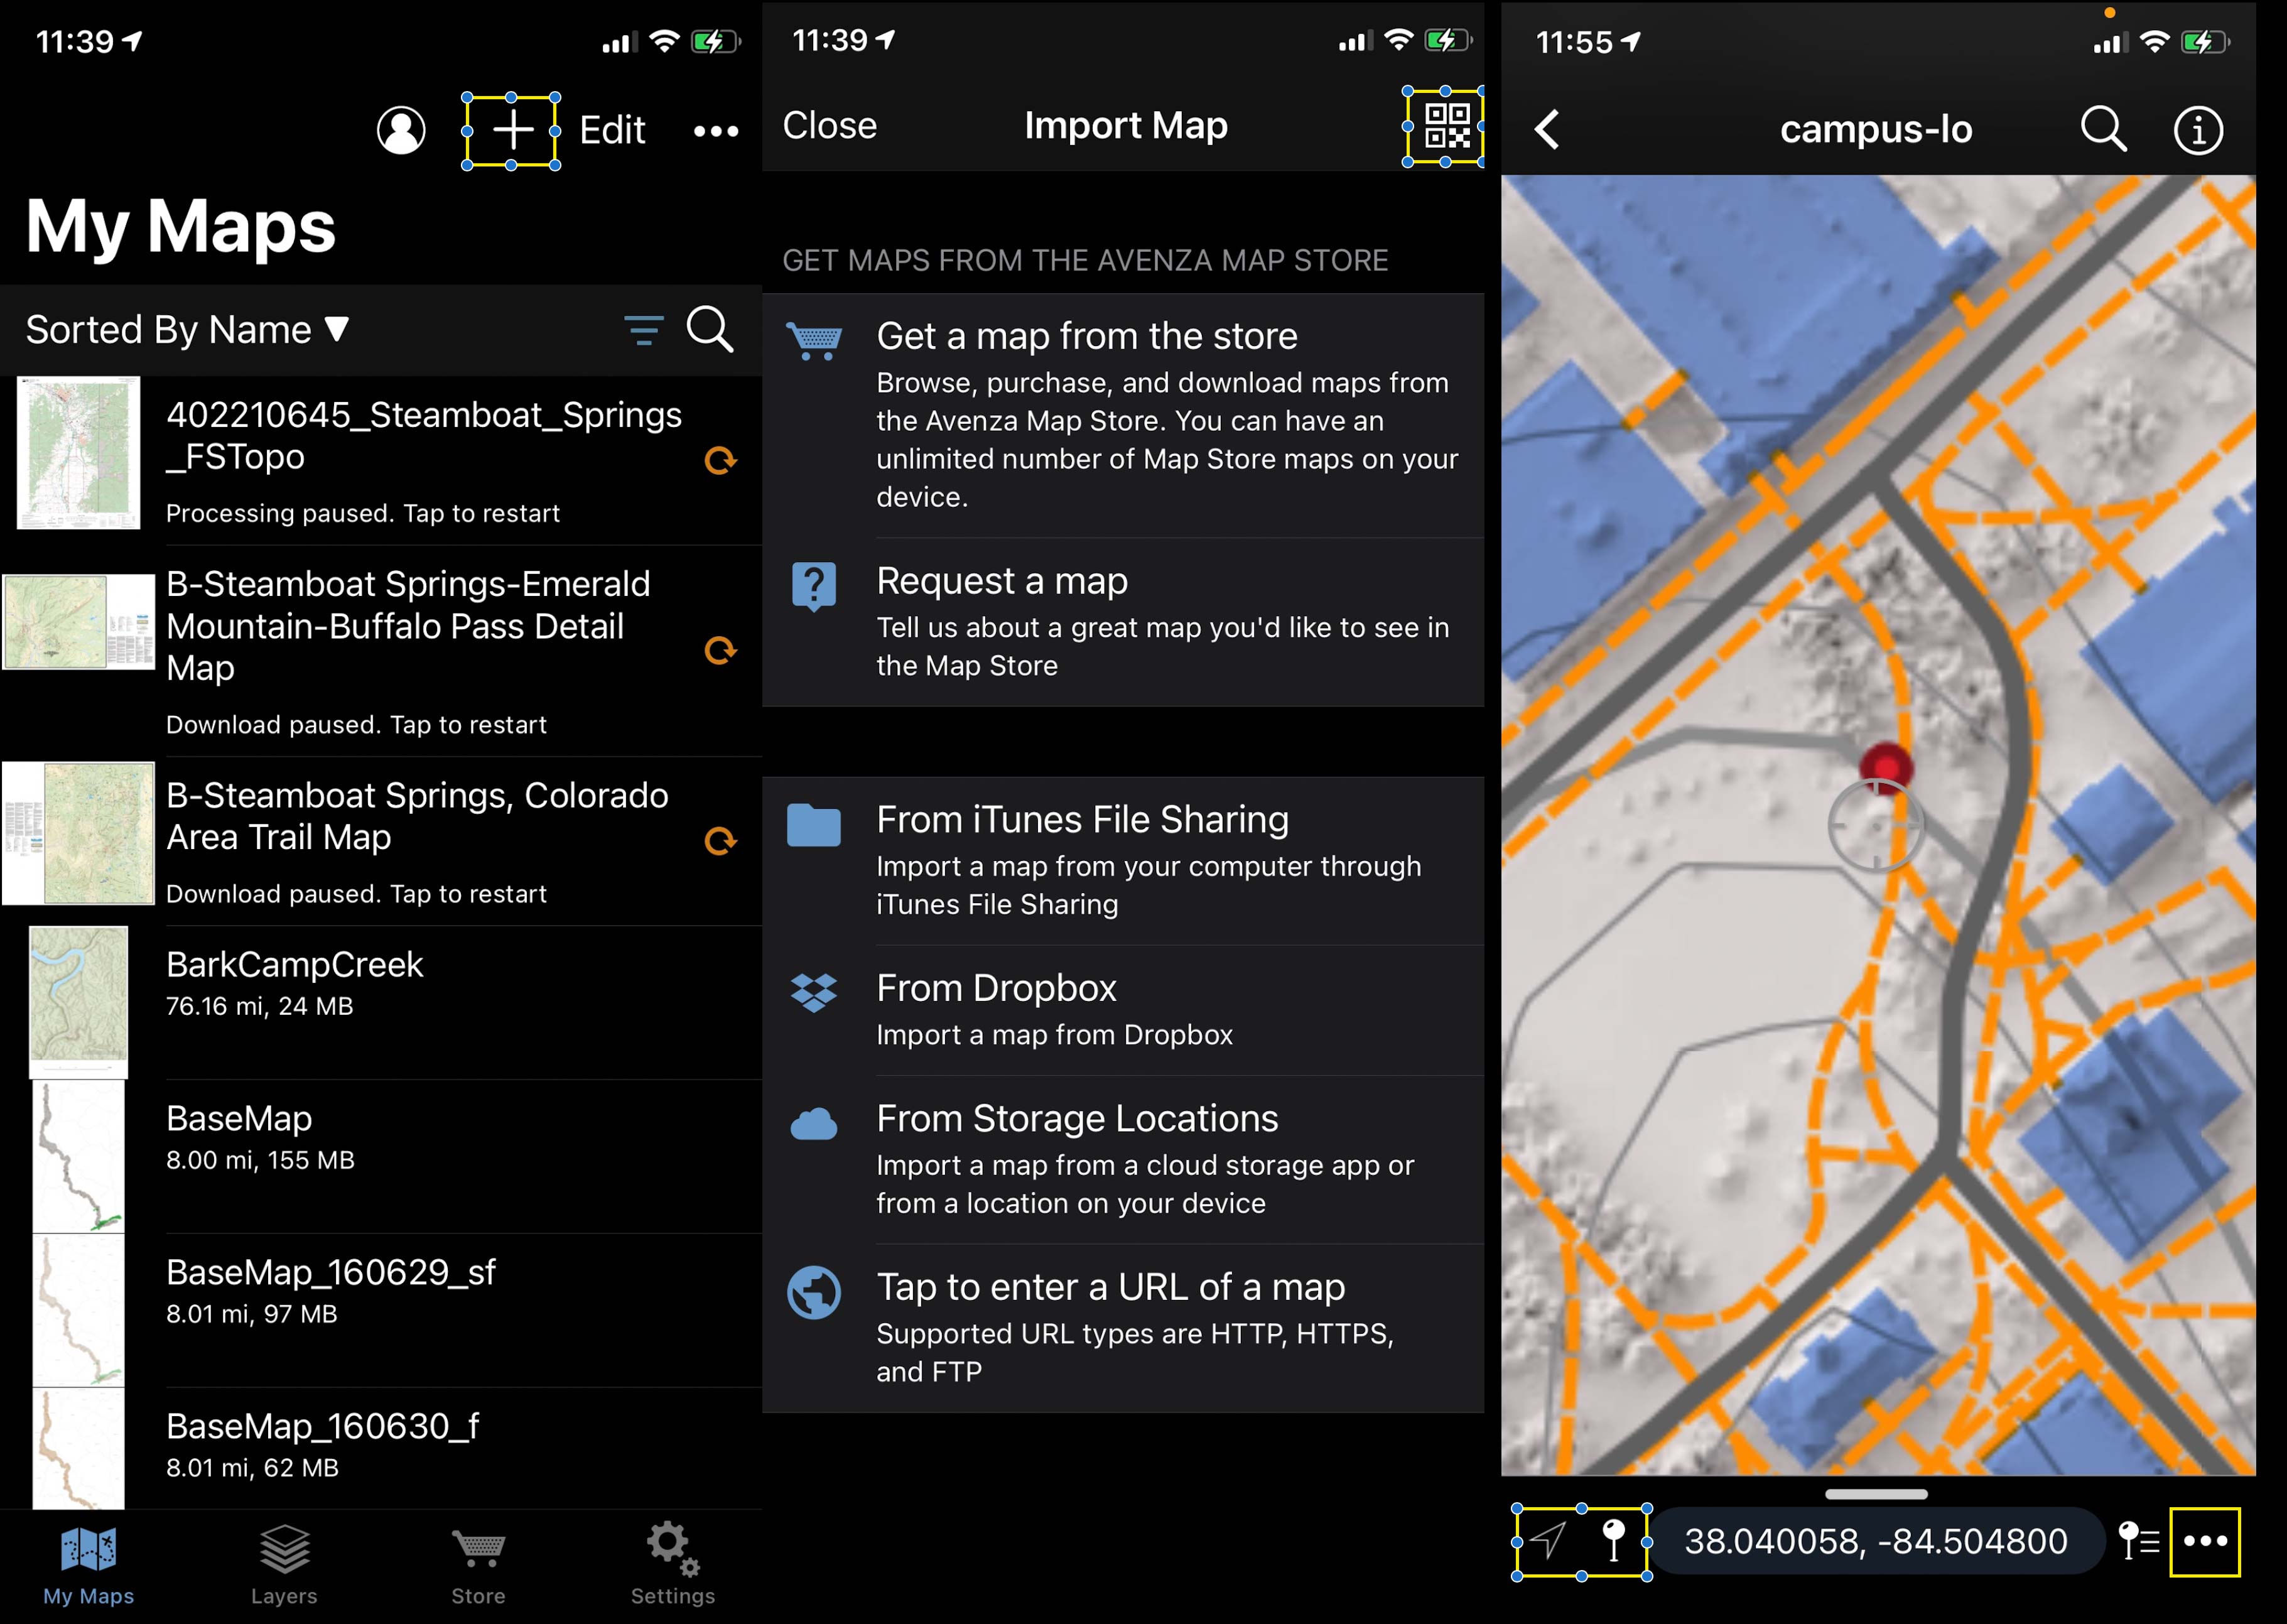 11:39
Edit
My Maps
Sorted By Name ▼
402210645_Steamboat_Springs
_FSTopo
Processing paused. Tap to restart
B-Steamboat Springs-Emerald
Mountain-Buffalo Pass Detail
Map
Download paused. Tap to restart
B-Steamboat Springs, Colorado
Area Trail Map
Download paused. Tap to restart
BarkCampCreek
76.16 mi, 24 MB
BaseMap
8.00 mi, 155 MB
BaseMap_160629_sf
8.01 mi, 97 MB
BaseMap_160630_f
8.01 mi, 62 MB
My Maps
Layers
Store
Settings
11:39
Close
Import Map
GET MAPS FROM THE AVENZA MAP STORE
Get a map from the store
Browse, purchase, and download maps from
the Avenza Map Store. You can have an
unlimited number of Map Store maps on your
device.
Request a map
Tell us about a great map you'd like to see in
the Map Store
From iTunes File Sharing
Import a map from your computer through
iTunes File Sharing
From Dropbox
Import a map from Dropbox
From Storage Locations
Import a map from a cloud storage app or
from a location on your device
Tap to enter a URL of a map
Supported URL types are HTTP, HTTPS,
and FTP
11:55
campus-lo
38.040058, -84.504800